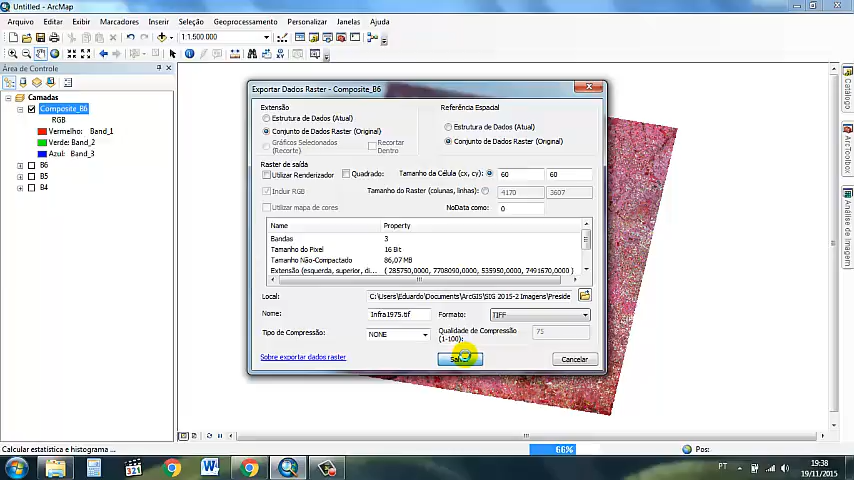 Untitled - ArcMap
Arquivo Editar Exibir Marcadores Inserir Seleção Geoprocessamento Personalizar Janelas Ajuda
1:1.500.000
Área de Controle
Camadas
Composite_B6
RGB
Vermelho: Band_1
Verde: Band_2
Azul: Band_3
B6
B5
B4
Exportar Dados Raster - Composite_B6
Extensão
Estrutura de Dados (Atual)
Conjunto de Dados Raster (Original)
Gráficos Selecionados (Recorte)
Recortar Dentro
Referência Espacial
Estrutura de Dados (Atual)
Conjunto de Dados Raster (Original)
Raster de saída
Utilizar Renderizador
Quadrado:
Tamanho da Célula (cx, cy):
60 60
Incluir RGB
Tamanho do Raster (colunas, linhas):
4170 3607
Utilizar mapa de cores
NoData como:
0
Name Property
Bandas 3
Tamanho do Pixel 16 Bit
Tamanho Não-Compactado 86,07 MB
Extensão (esquerda, superior, di... ( 285750,0000, 7708090,0000, 535950,0000, 7491670,0000 )
Local: C:\Users\Eduardo\Documents\ArcGIS\SIG 2015-2 Imagens\Preside
Nome: Infra1975.tif Formato: TIFF
Tipo de Compressão: NONE
Qualidade de Compressão (1-100):
75
Sobre exportar dados raster
Cancelar
Catálogo
ArcToolbox
Análise de Imagem
Calcular estatística e histograma ...
66%
Pos:
321
PT
19:38
19/11/2015